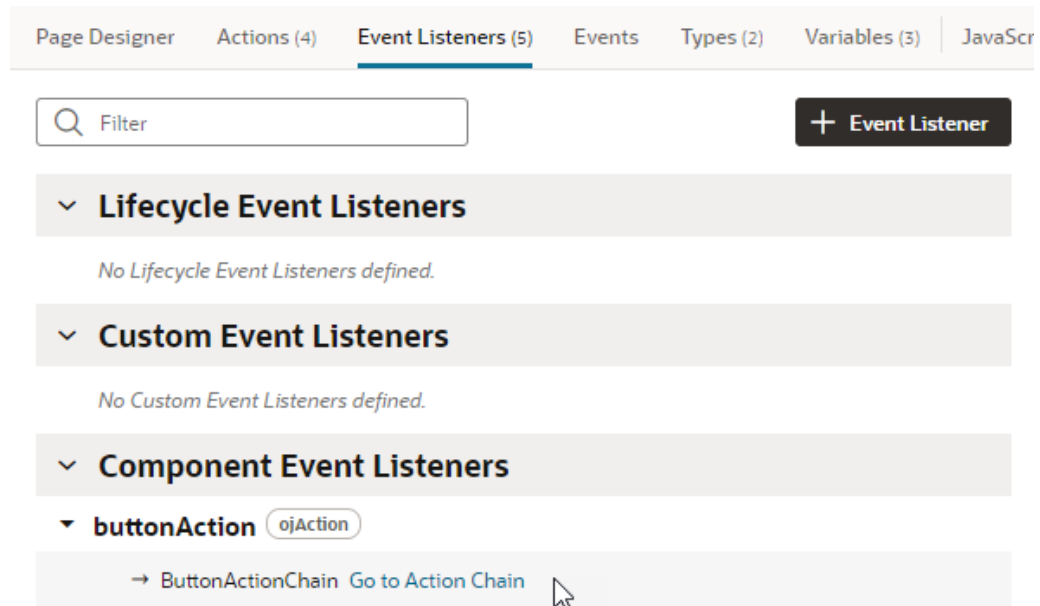 Page Designer Actions (4) Event Listeners (5) Events Types (2) Variables (3) JavaScr
Filter
+ Event Listener
Lifecycle Event Listeners
No Lifecycle Event Listeners defined.
Custom Event Listeners
No Custom Event Listeners defined.
Component Event Listeners
buttonAction ojAction
→ ButtonActionChain Go to Action Chain